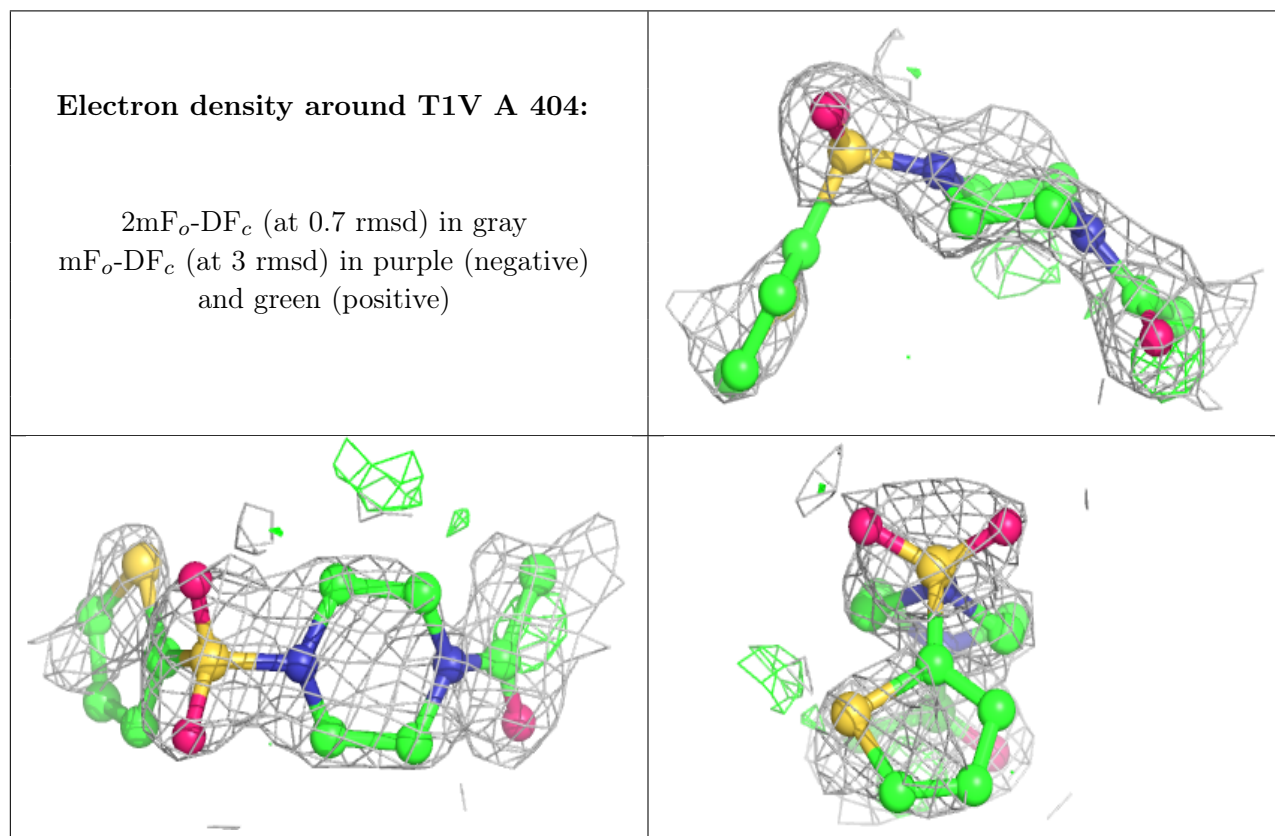 Electron density around T1V A 404:
2mFo-DFc (at 0.7 rmsd) in gray
mFo-DFc (at 3 rmsd) in purple (negative)
and green (positive)